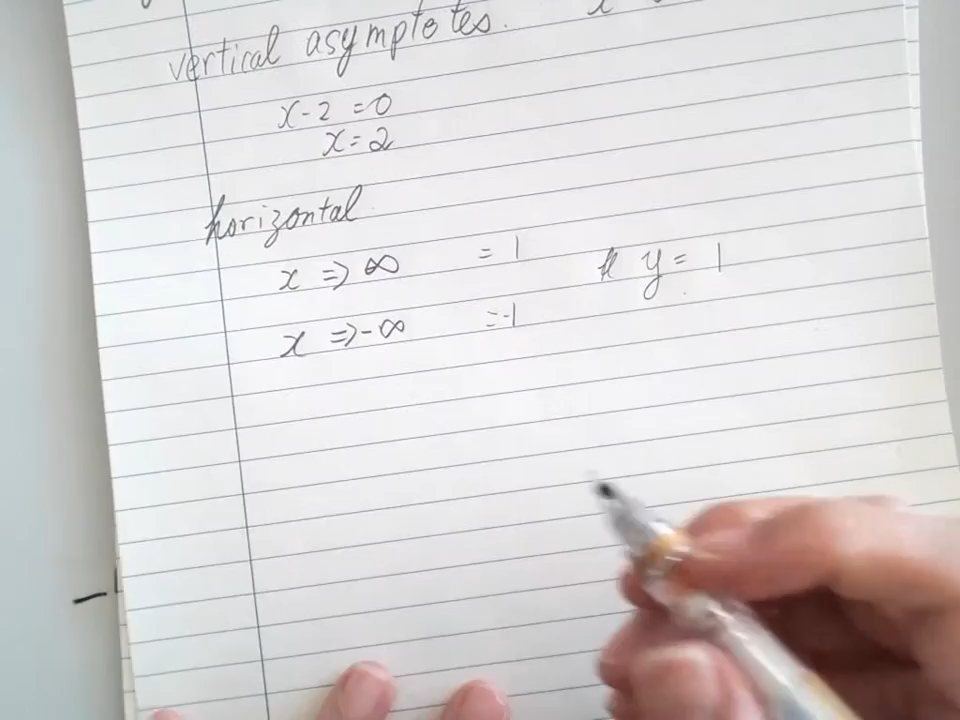 vertical asymptotes.
x-2 =0
x=2
horizontal
x => ∞ = 1 y = 1
x => -∞ =-1